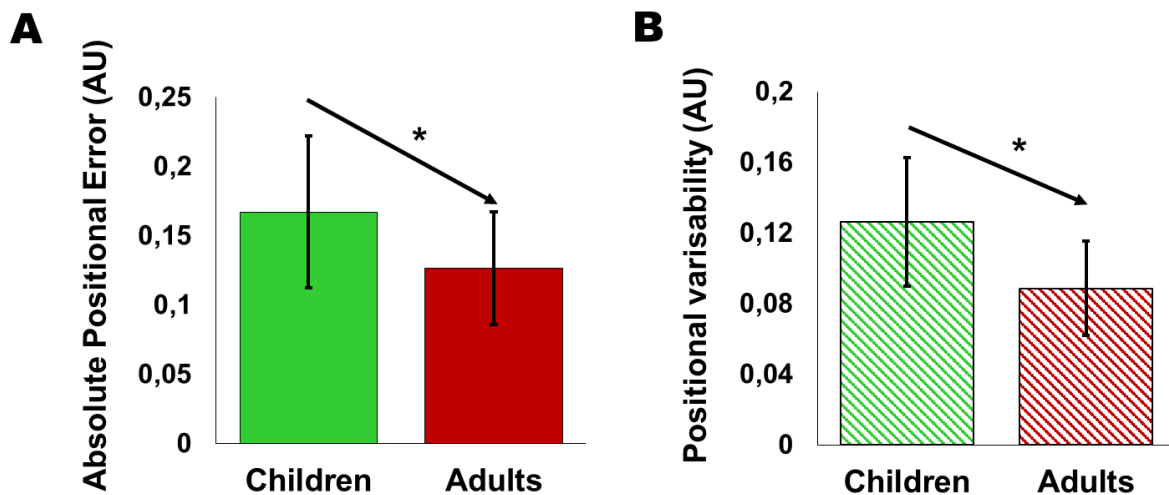 A
Absolute Positional Error (AU)
0,25
0,2
0,15
0,1
0,05
0
*
Children
Adults
B
Positional varisability (AU)
0,2
0,16
0,12
0,08
0,04
0
*
Children
Adults